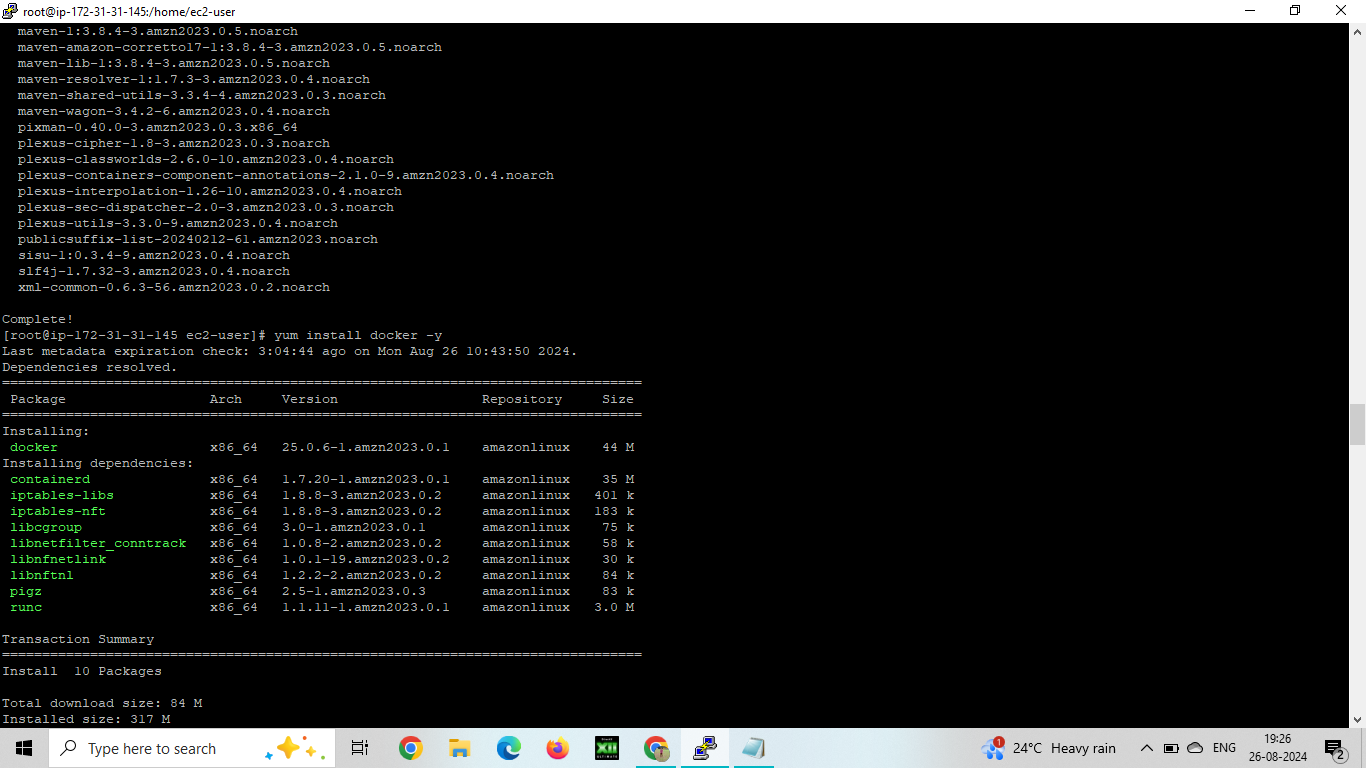 root@ip-172-31-31-145:/home/ec2-user
maven-1:3.8.4-3.amzn2023.0.5.noarch
maven-amazon-corretto17-1:3.8.4-3.amzn2023.0.5.noarch
maven-lib-1:3.8.4-3.amzn2023.0.5.noarch
maven-resolver-1:1.7.3-3.amzn2023.0.4.noarch
maven-shared-utils-3.3.4-4.amzn2023.0.3.noarch
maven-wagon-3.4.2-6.amzn2023.0.4.noarch
pixman-0.40.0-3.amzn2023.0.3.x86_64
plexus-cipher-1.8-3.amzn2023.0.3.noarch
plexus-classworlds-2.6.0-10.amzn2023.0.4.noarch
plexus-containers-component-annotations-2.1.0-9.amzn2023.0.4.noarch
plexus-interpolation-1.26-10.amzn2023.0.4.noarch
plexus-sec-dispatcher-2.0-3.amzn2023.0.3.noarch
plexus-utils-3.3.0-9.amzn2023.0.4.noarch
publicsuffix-list-20240212-61.amzn2023.noarch
sisu-1:0.3.4-9.amzn2023.0.4.noarch
slf4j-1.7.32-3.amzn2023.0.4.noarch
xml-common-0.6.3-56.amzn2023.0.2.noarch
Complete!
[root@ip-172-31-31-145 ec2-user]# yum install docker -y
Last metadata expiration check: 3:04:44 ago on Mon Aug 26 10:43:50 2024.
Dependencies resolved.
================================================================================
Package Arch Version Repository Size
================================================================================
Installing:
docker x86_64 25.0.6-1.amzn2023.0.1 amazonlinux 44 M
Installing dependencies:
containerd x86_64 1.7.20-1.amzn2023.0.1 amazonlinux 35 M
iptables-libs x86_64 1.8.8-3.amzn2023.0.2 amazonlinux 401 k
iptables-nft x86_64 1.8.8-3.amzn2023.0.2 amazonlinux 183 k
libcgroup x86_64 3.0-1.amzn2023.0.1 amazonlinux 75 k
libnetfilter_conntrack x86_64 1.0.8-2.amzn2023.0.2 amazonlinux 58 k
libnfnetlink x86_64 1.0.1-19.amzn2023.0.2 amazonlinux 30 k
libnftnl x86_64 1.2.2-2.amzn2023.0.2 amazonlinux 84 k
pigz x86_64 2.5-1.amzn2023.0.3 amazonlinux 83 k
runc x86_64 1.1.11-1.amzn2023.0.1 amazonlinux 3.0 M
Transaction Summary
================================================================================
Install 10 Packages
Total download size: 84 M
Installed size: 317 M
Type here to search
XII
1
24°C Heavy rain
ENG
19:26
26-08-2024
2